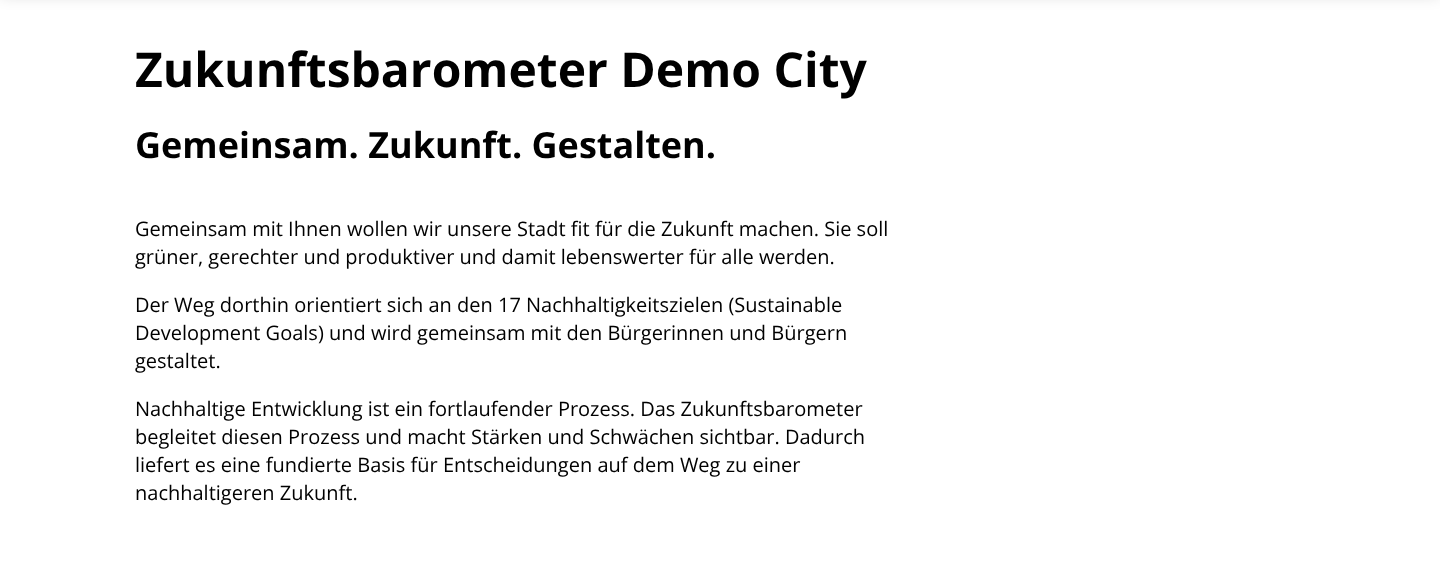 Zukunftsbarometer Demo City
Gemeinsam. Zukunft. Gestalten.
Gemeinsam mit Ihnen wollen wir unsere Stadt fit für die Zukunft machen. Sie soll
grüner, gerechter und produktiver und damit lebenswerter für alle werden.
Der Weg dorthin orientiert sich an den 17 Nachhaltigkeitszielen (Sustainable
Development Goals) und wird gemeinsam mit den Bürgerinnen und Bürgern
gestaltet.
Nachhaltige Entwicklung ist ein fortlaufender Prozess. Das Zukunftsbarometer
begleitet diesen Prozess und macht Stärken und Schwächen sichtbar. Dadurch
liefert es eine fundierte Basis für Entscheidungen auf dem Weg zu einer
nachhaltigeren Zukunft.